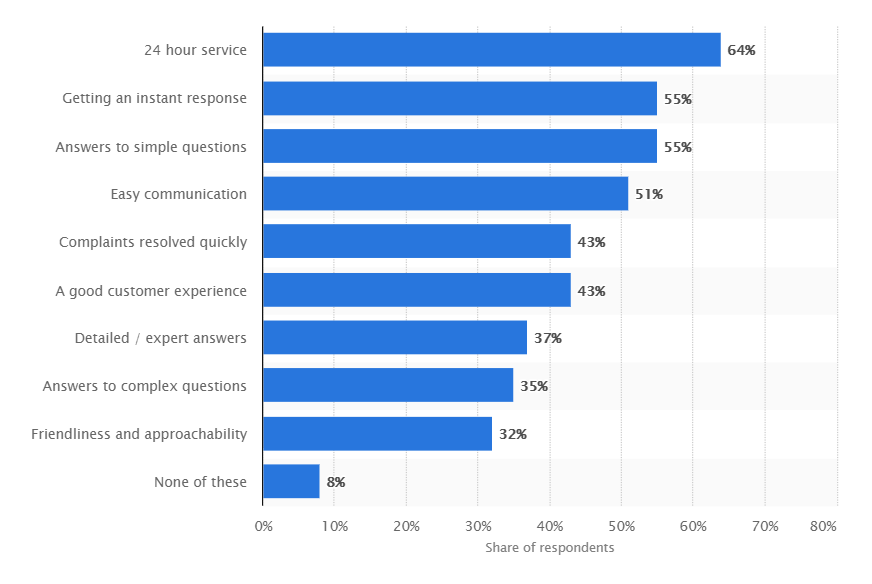 24 hour service 64%
Getting an instant response 55%
Answers to simple questions 55%
Easy communication 51%
Complaints resolved quickly 43%
A good customer experience 43%
Detailed / expert answers 37%
Answers to complex questions 35%
Friendliness and approachability 32%
None of these 8%
0% 10% 20% 30% 40% 50% 60% 70% 80%
Share of respondents